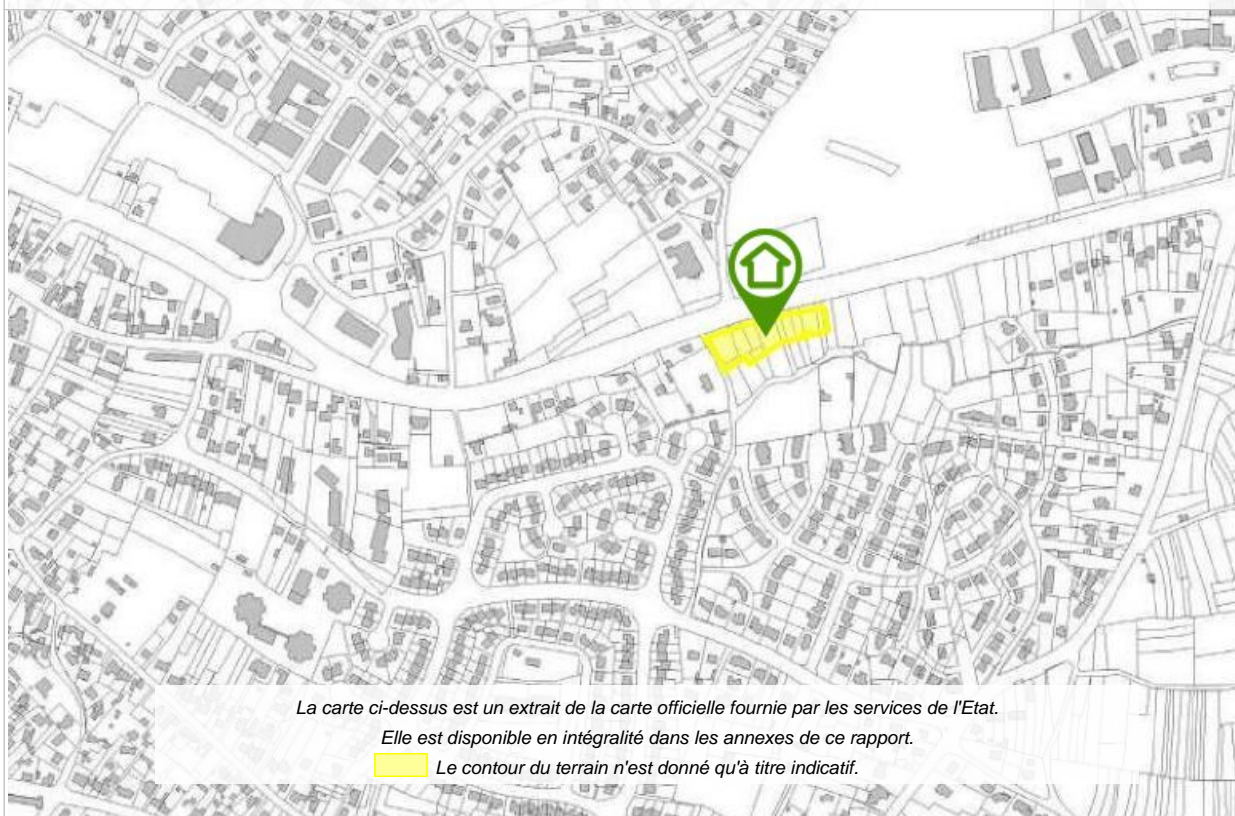 La carte ci-dessus est un extrait de la carte officielle fournie par les services de l'Etat.
Elle est disponible en intégralité dans les annexes de ce rapport.
Le contour du terrain n'est donné qu'à titre indicatif.